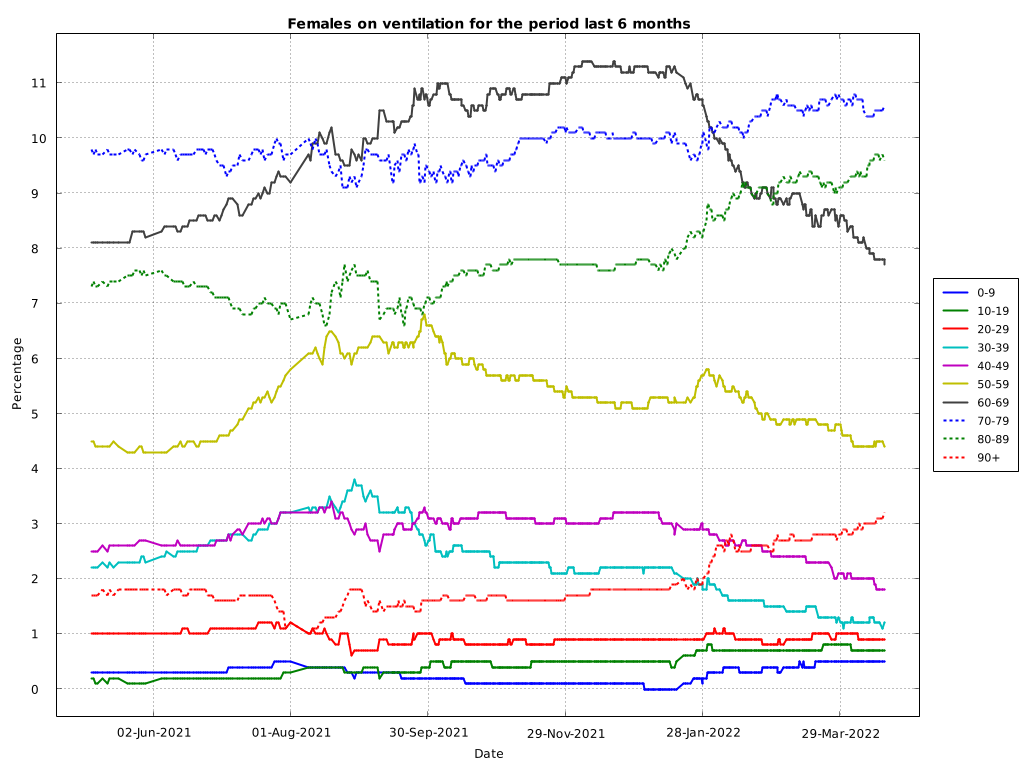 Females on ventilation for the period last 6 months
Percentage
11
10
9
8
7
6
5
4
3
2
1
0
02-Jun-2021
01-Aug-2021
30-Sep-2021
29-Nov-2021
28-Jan-2022
29-Mar-2022
Date
0-9
10-19
20-29
30-39
40-49
50-59
60-69
70-79
80-89
90+